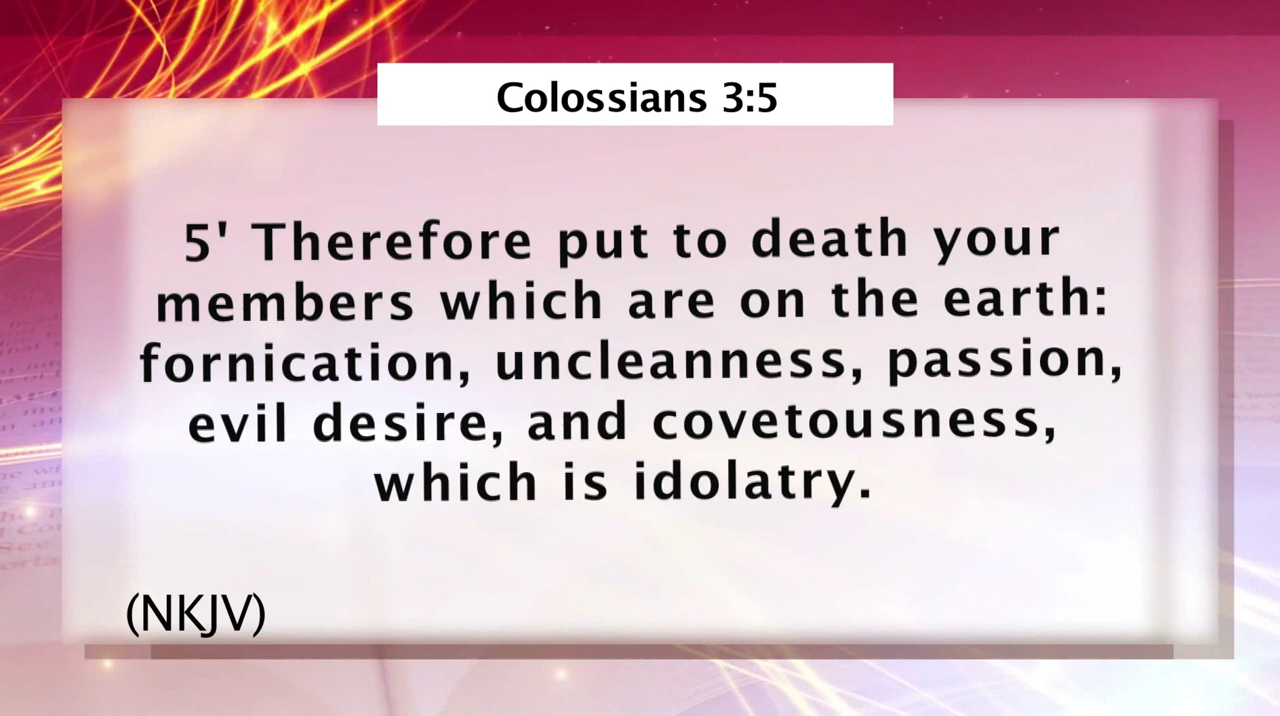 Colossians 3:5
5' Therefore put to death your
members which are on the earth:
fornication, uncleanness, passion,
evil desire, and covetousness,
which is idolatry.
(NKJV)